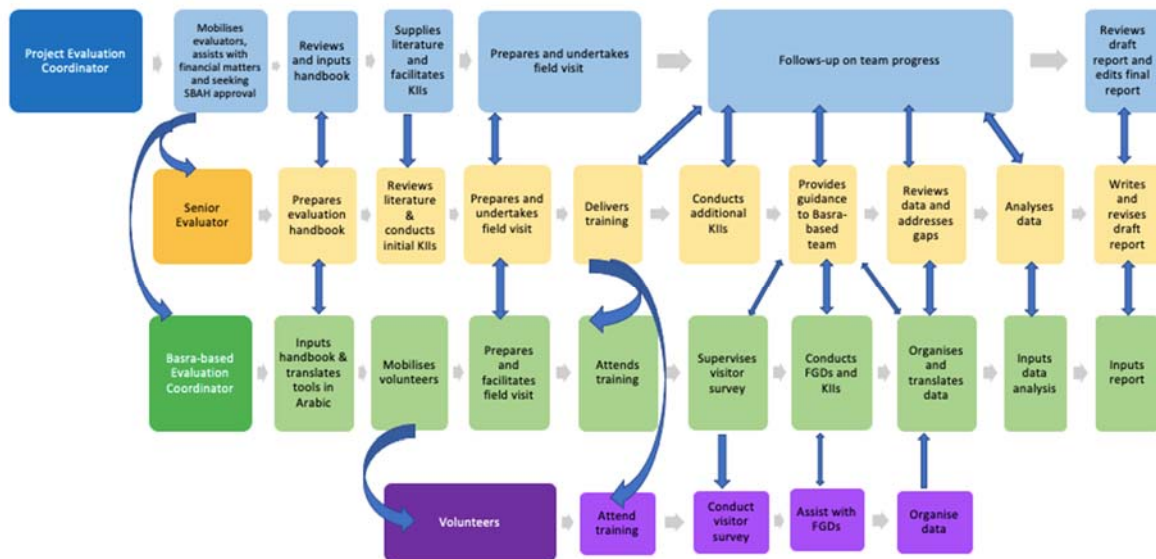 Project Evaluation
Coordinator
Mobilises
evaluators,
assists with
financial matters
and seeking
SBAH approval
Reviews
and inputs
handbook
Supplies
literature
and
facilitates
KIIs
Prepares and undertakes
field visit
Follows-up on team progress
Reviews
draft
report and
edits final
report
Senior
Evaluator
Prepares
evaluation
handbook
Reviews
literature
&
conducts
initial KIIs
Prepares and
undertakes
field visit
Delivers
training
Conducts
additional
KIIs
Provides
guidance to
Basra-
based
team
Reviews
data and
addresses
gaps
Analyses
data
Writes
and
revises
draft
report
Basra-based
Evaluation
Coordinator
Inputs
handbook &
translates
tools in
Arabic
Mobilises
volunteers
Prepares
and
facilitates
field visit
Attends
training
Supervises
visitor
survey
Conducts
FGDs and
KIIs
Organises
and
translates
data
Inputs
data
analysis
Inputs
report
Volunteers
Attend
training
Conduct
visitor
survey
Assist with
FGDs
Organise
data